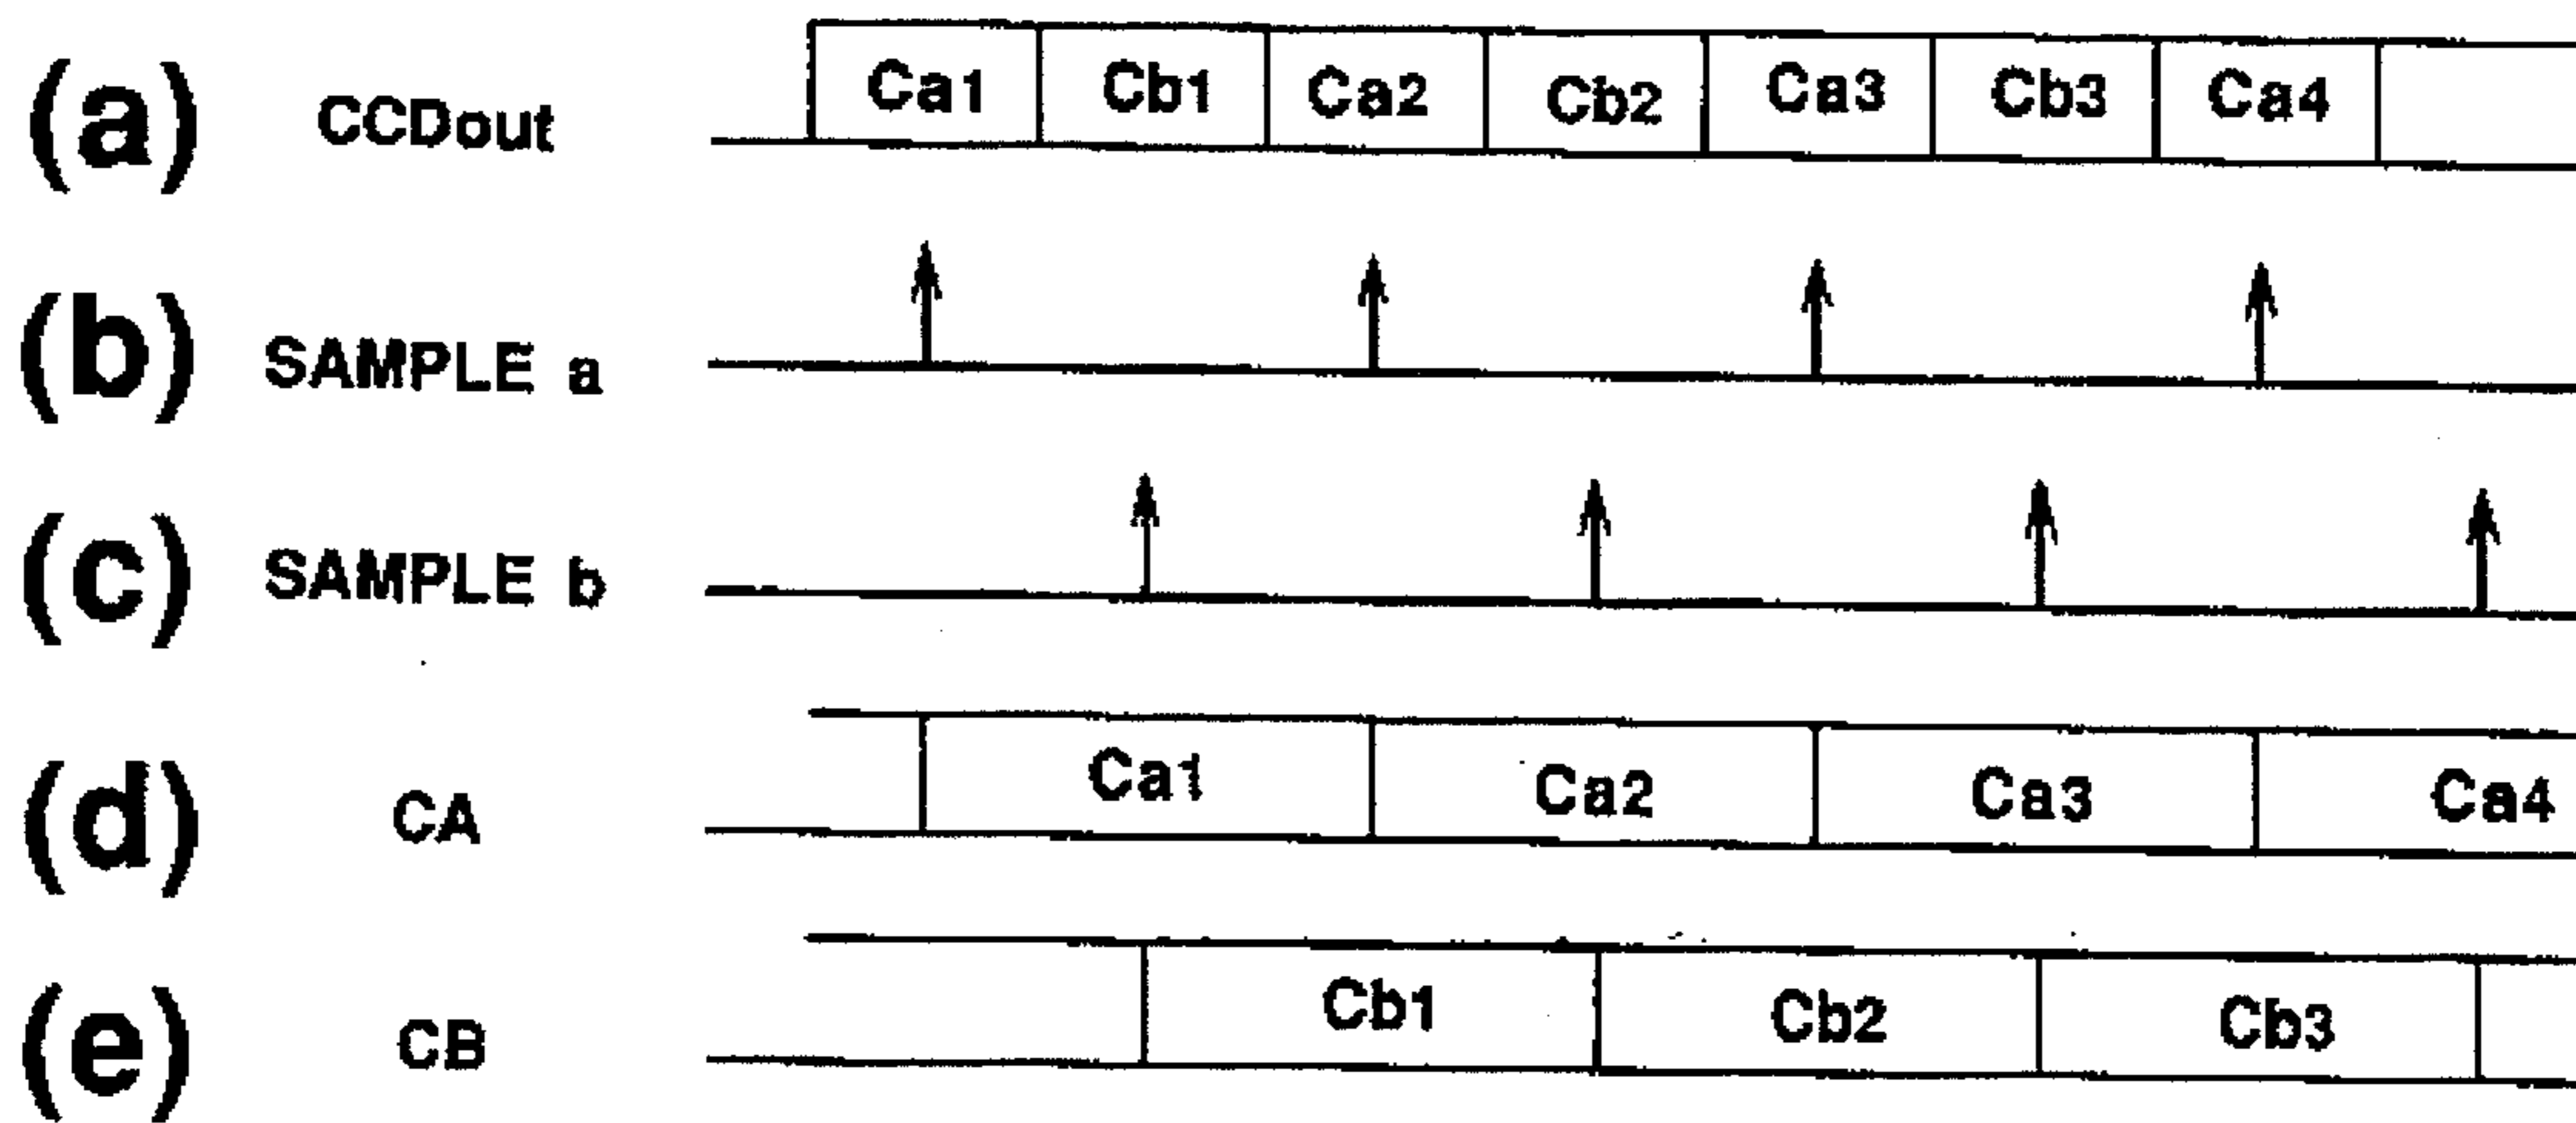 (a) CCDout Ca1 Cb1 Ca2 Cb2 Ca3 Cb3 Ca4
(b) SAMPLE a
(c) SAMPLE b
(d) CA Ca1 Ca2 Ca3 Ca4
(e) CB Cb1 Cb2 Cb3